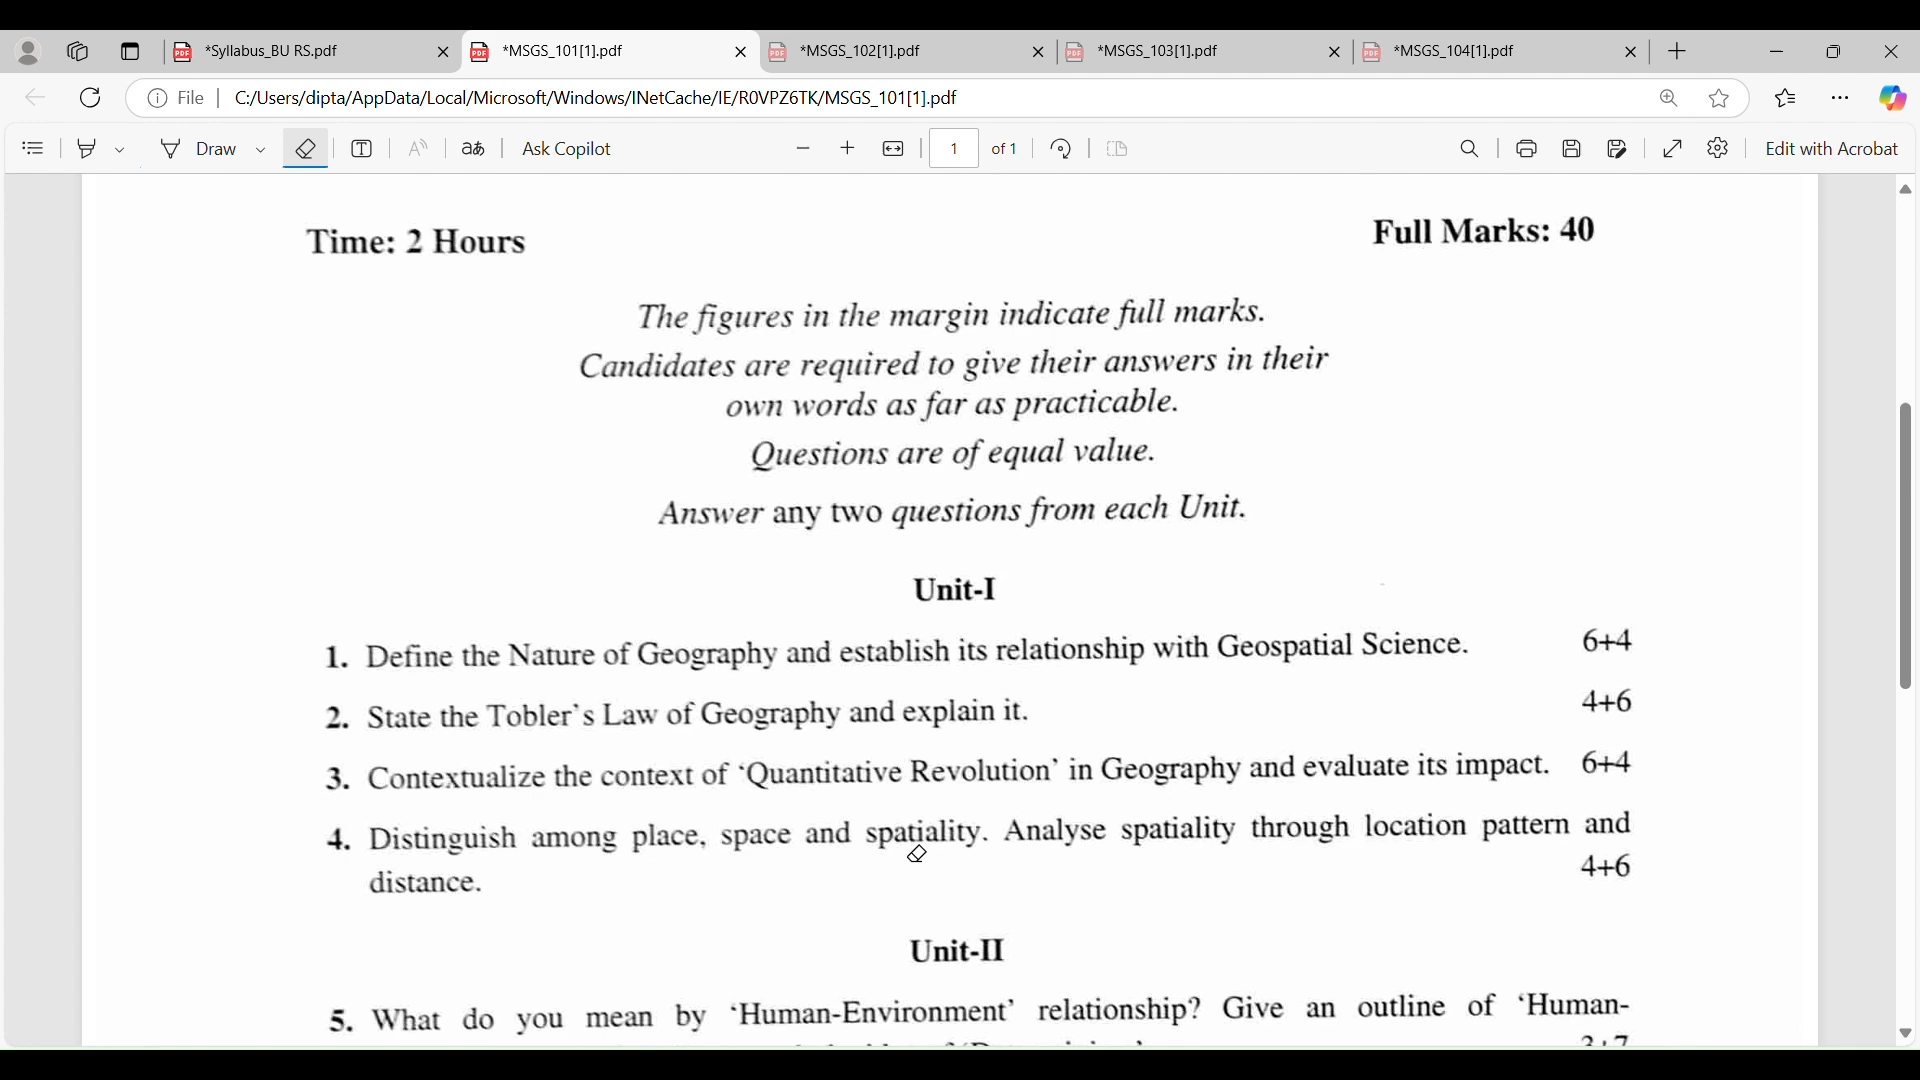 *Syllabus_BU RS.pdf
*MSGS_101[1].pdf
*MSGS_102[1].pdf
*MSGS_103[1].pdf
*MSGS_104[1].pdf
File
C:/Users/dipta/AppData/Local/Microsoft/Windows/INetCache/IE/R0VPZ6TK/MSGS_101[1].pdf
Draw
Ask Copilot
1 of 1
Edit with Acrobat
Time: 2 Hours
Full Marks: 40
The figures in the margin indicate full marks.
Candidates are required to give their answers in their
own words as far as practicable.
Questions are of equal value.
Answer any two questions from each Unit.
Unit-I
1. Define the Nature of Geography and establish its relationship with Geospatial Science. 6+4
2. State the Tobler's Law of Geography and explain it. 4+6
3. Contextualize the context of 'Quantitative Revolution' in Geography and evaluate its impact. 6+4
4. Distinguish among place, space and spatiality. Analyse spatiality through location pattern and
distance. 4+6
Unit-II
5. What do you mean by 'Human-Environment' relationship? Give an outline of 'Human-